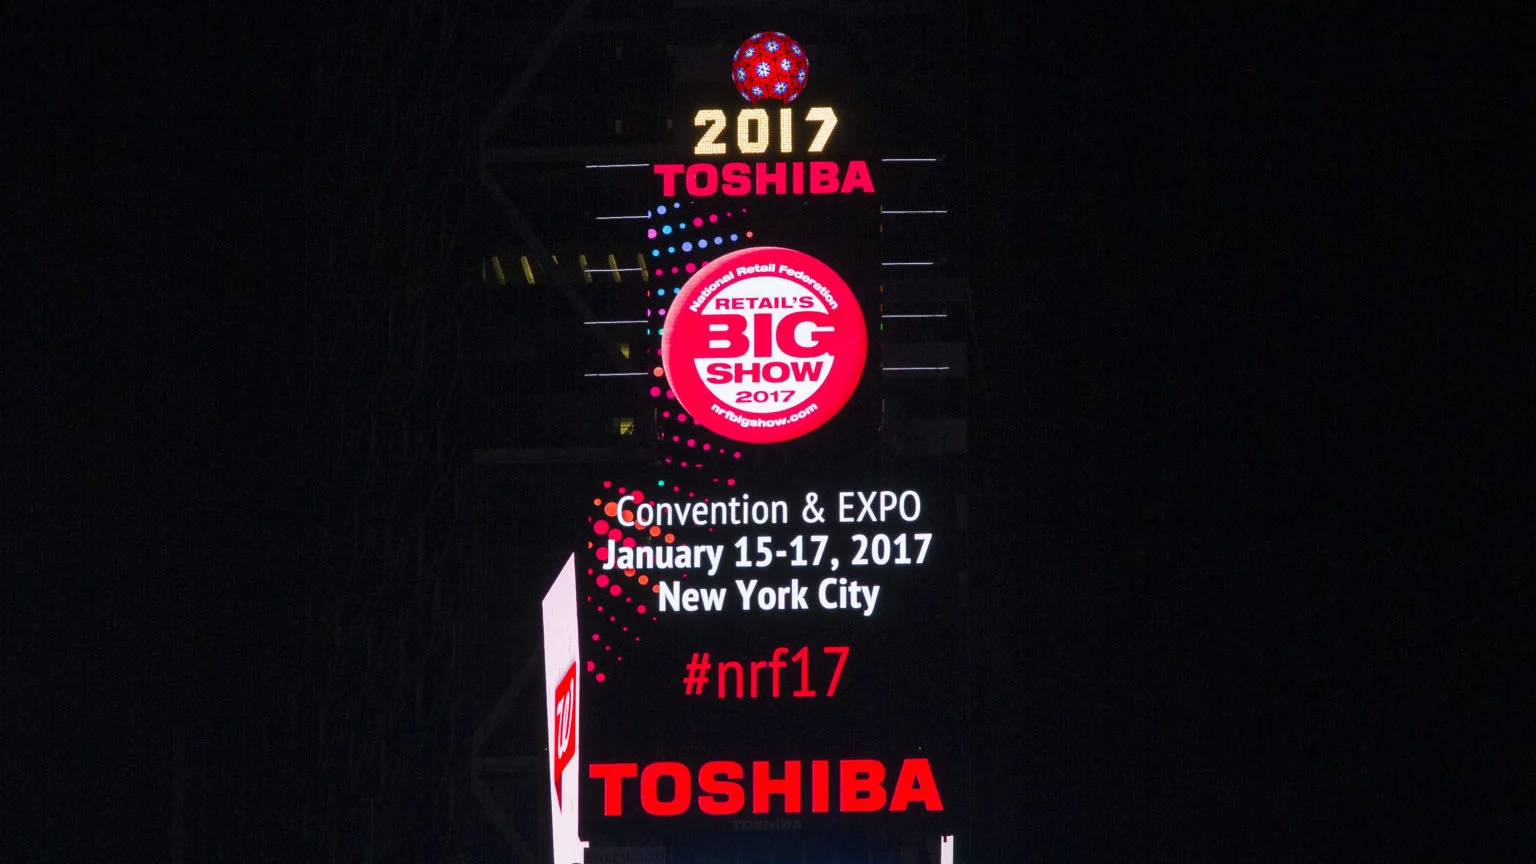 2017
TOSHIBA
National Retail Federation
RETAIL'S
BIG
SHOW
2017
nrfbigshow.com
Convention & EXPO
January 15-17, 2017
New York City
#nrf17
W
TOSHIBA
TOSHIBA